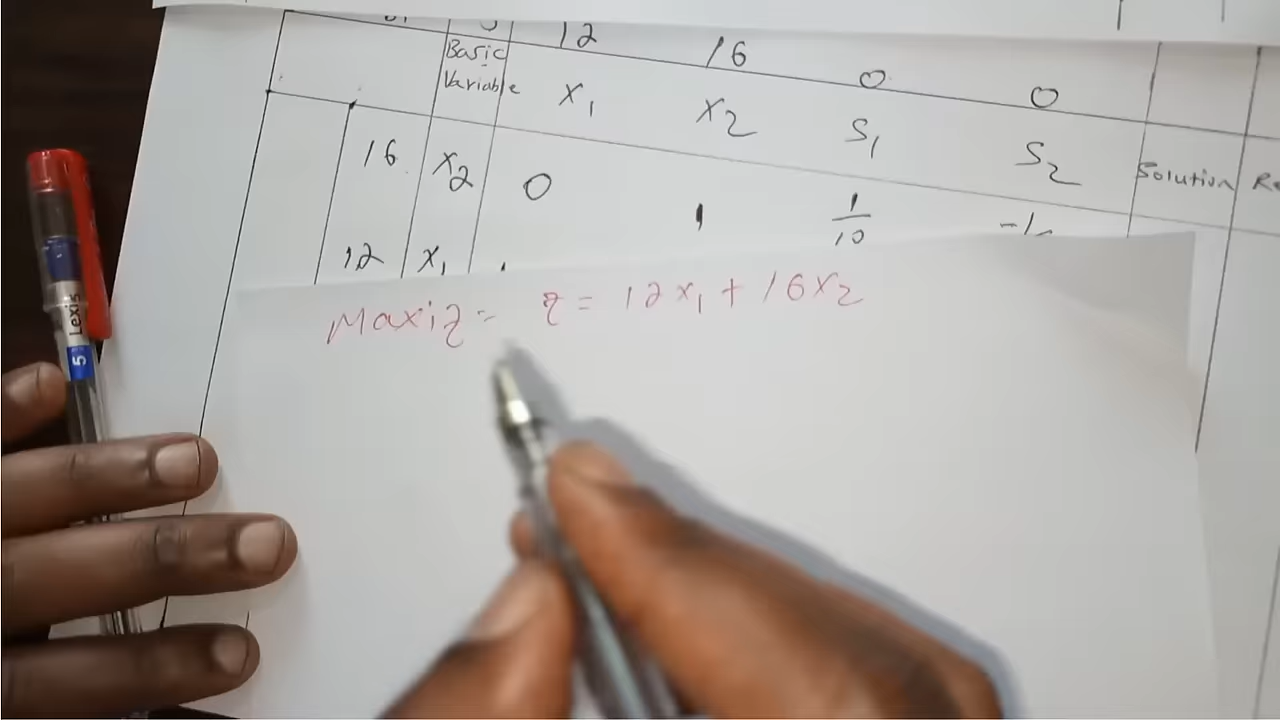 12 16 0 0
Basic
Variable x1 x2 S1 S2 Solution
16 x2 0 1 1/10
12 x1
Maxiz = z = 12x1 + 16x2
Lexi5
5